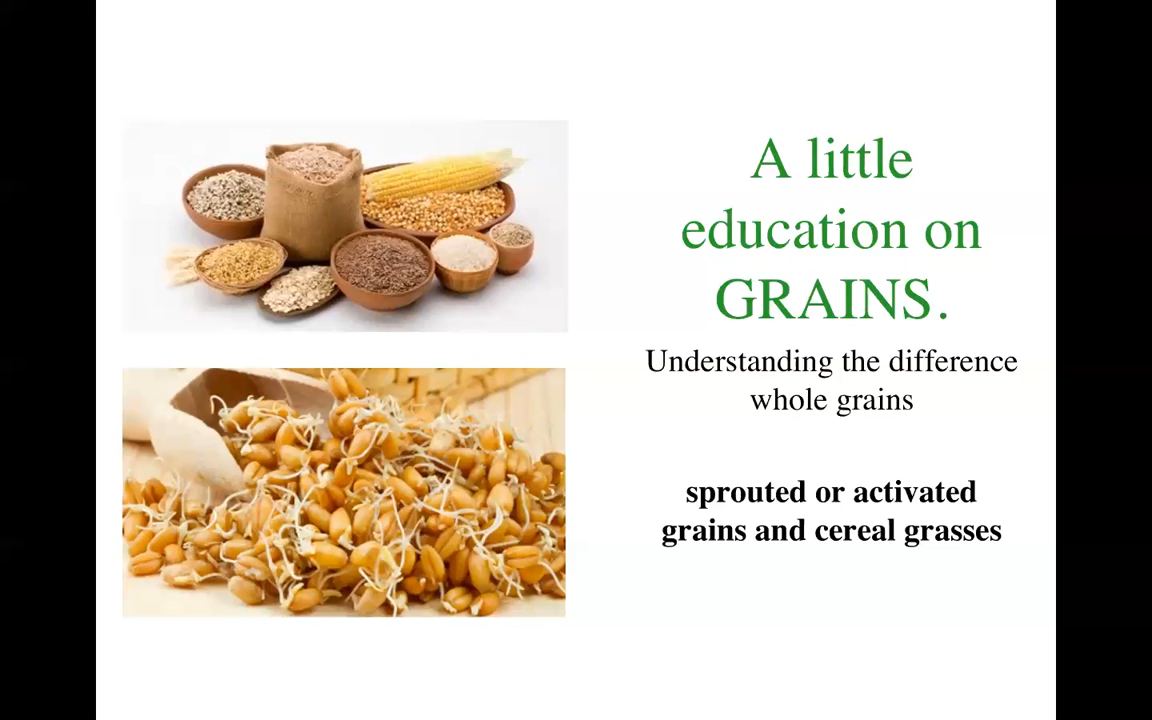 A little
education on
GRAINS.
Understanding the difference
whole grains
sprouted or activated
grains and cereal grasses